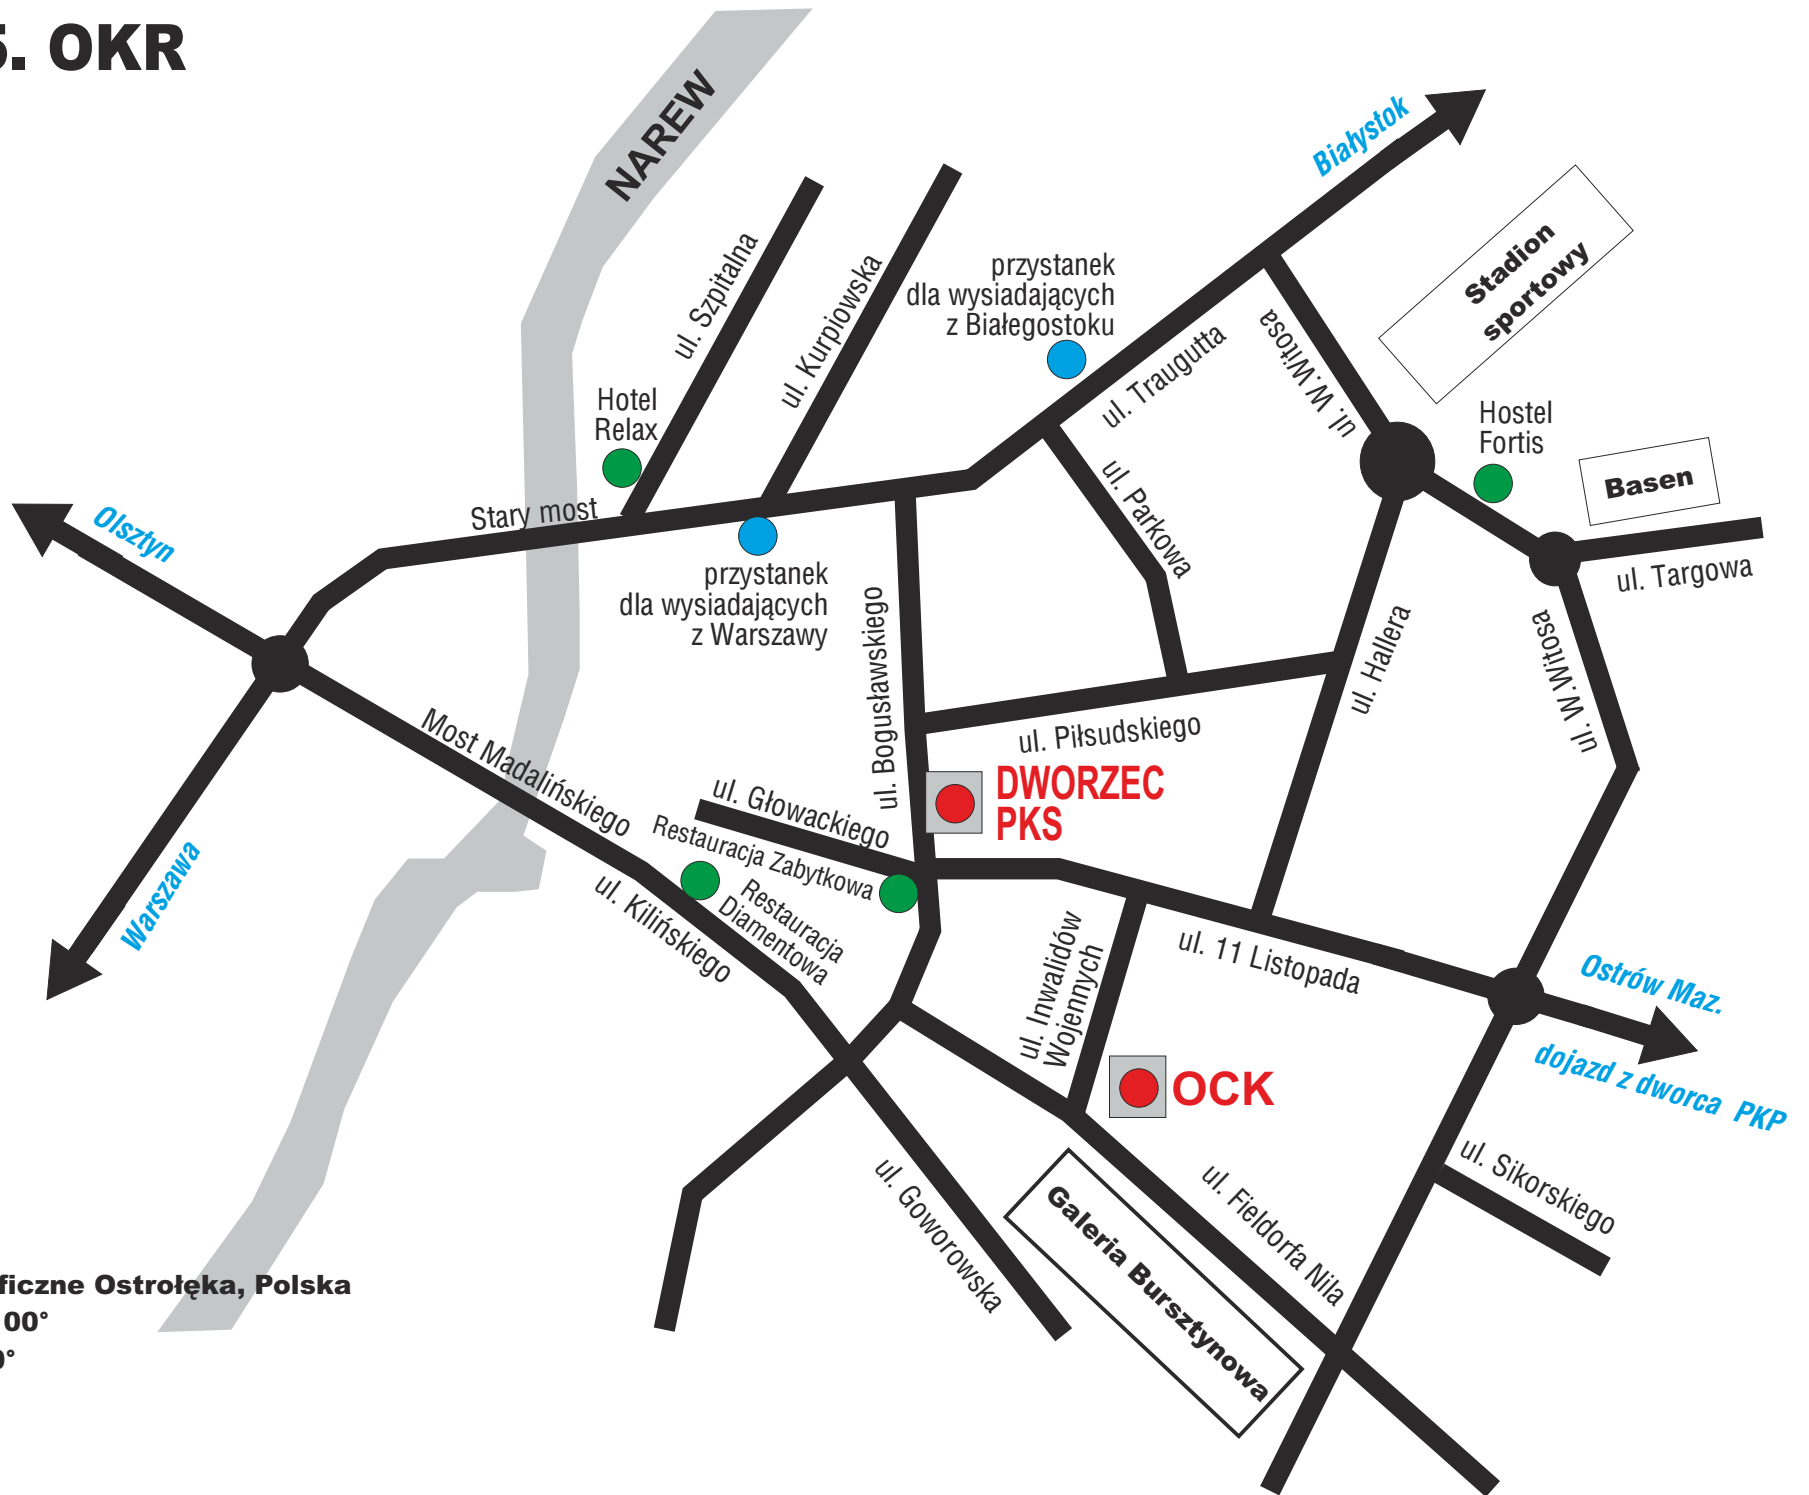 5. OKR
NAREW
Białystok
Stadion
sportowy
ul. Szpitalna
ul. Kurpiowska
przystanek
dla wysiadających
z Białegostoku
ul. Traugutta
ul. W.Witosa
Hotel
Relax
Hostel
Fortis
Basen
Stary most
Olsztyn
ul. Parkowa
ul. Targowa
przystanek
dla wysiadających
z Warszawy
ul. Bogusławskiego
ul. Hallera
ul. W.Witosa
ul. Piłsudskiego
Most Madalińskiego
DWORZEC
PKS
ul. Głowackiego
Restauracja Zabytkowa
Warszawa
Restauracja
Diamentowa
ul. Kilińskiego
ul. Inwalidów
Wojennych
ul. 11 Listopada
Ostrów Maz.
dojazd z dworca PKP
OCK
ul. Sikorskiego
ul. Goworowska
ul. Fieldorfa Nila
Galeria Bursztynowa
ficzne Ostrołęka, Polska
00°